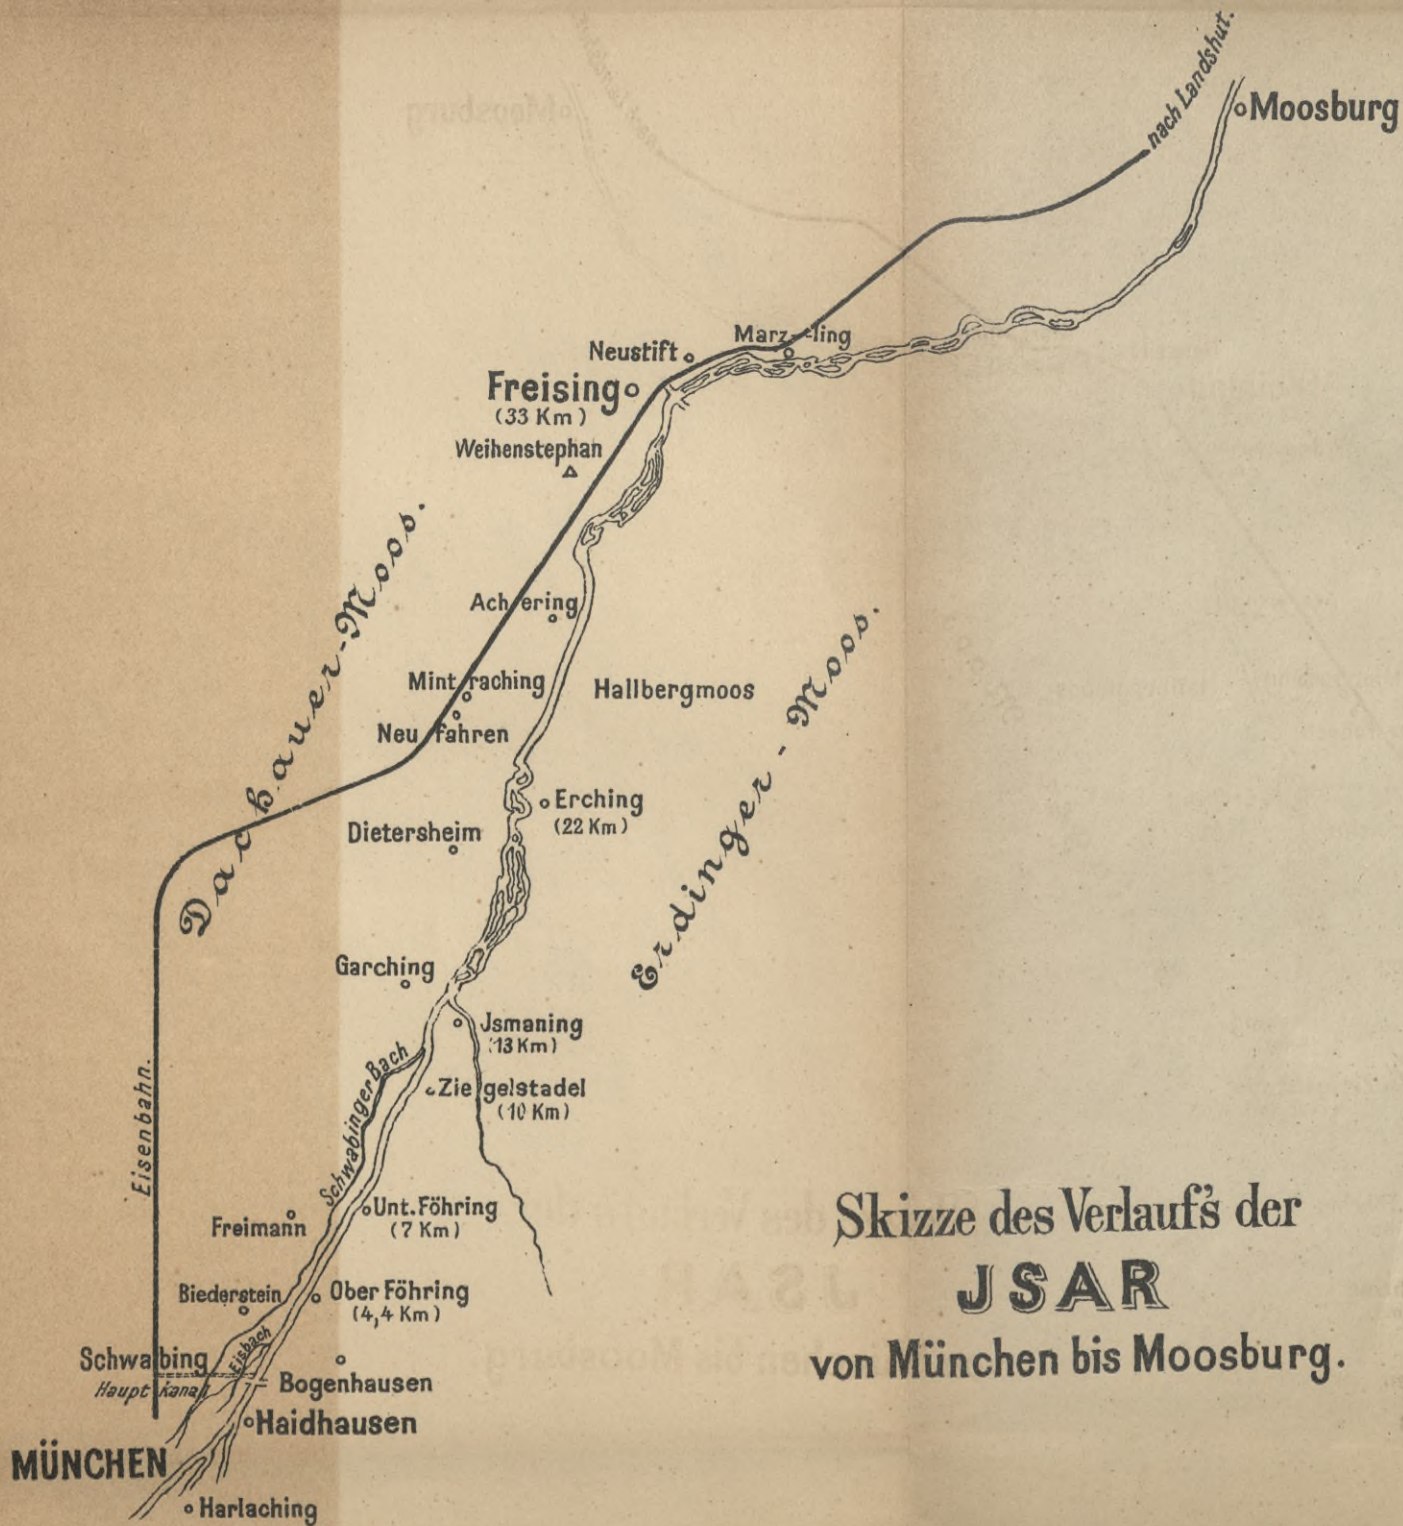 nach Landshut.
Moosburg
Marzling
Neustift
Freising
(33 Km)
Weihenstephan
Dachauer-Moos.
Achering
Mintraching
Hallbergmoos
Neufahren
Erching
(22 Km)
Dietersheim
Erdinger-Moos.
Garching
Jsmaning
(13 Km)
Schwabinger Bach
Ziegelstadel
(10 Km)
Eisenbahn.
Unt. Föhring
(7 Km)
Freimann
Biederstein
Ober Föhring
(4,4 Km)
Eisbach
Schwabing
Haupt Kanal
Bogenhausen
Haidhausen
MÜNCHEN
Harlaching
Skizze des Verlauf's der
JSAR
von München bis Moosburg.